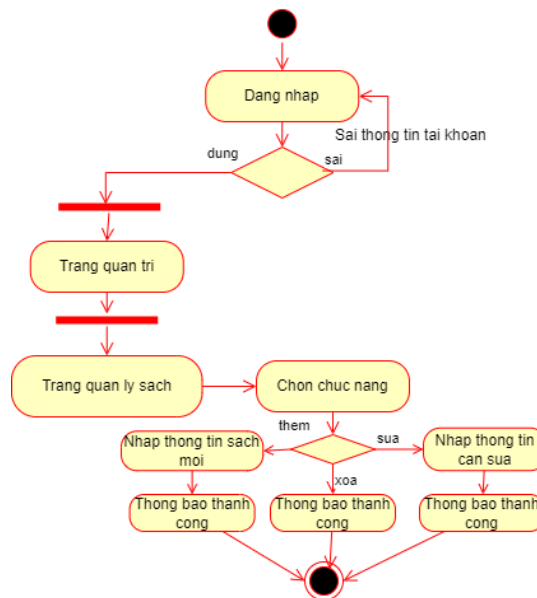 Dang nhap
Sai thong tin tai khoan
dung
sai
Trang quan tri
Trang quan ly sach
Chon chuc nang
them
sua
xoa
Nhap thong tin sach
moi
Nhap thong tin
can sua
Thong bao thanh
cong
Thong bao thanh
cong
Thong bao thanh
cong